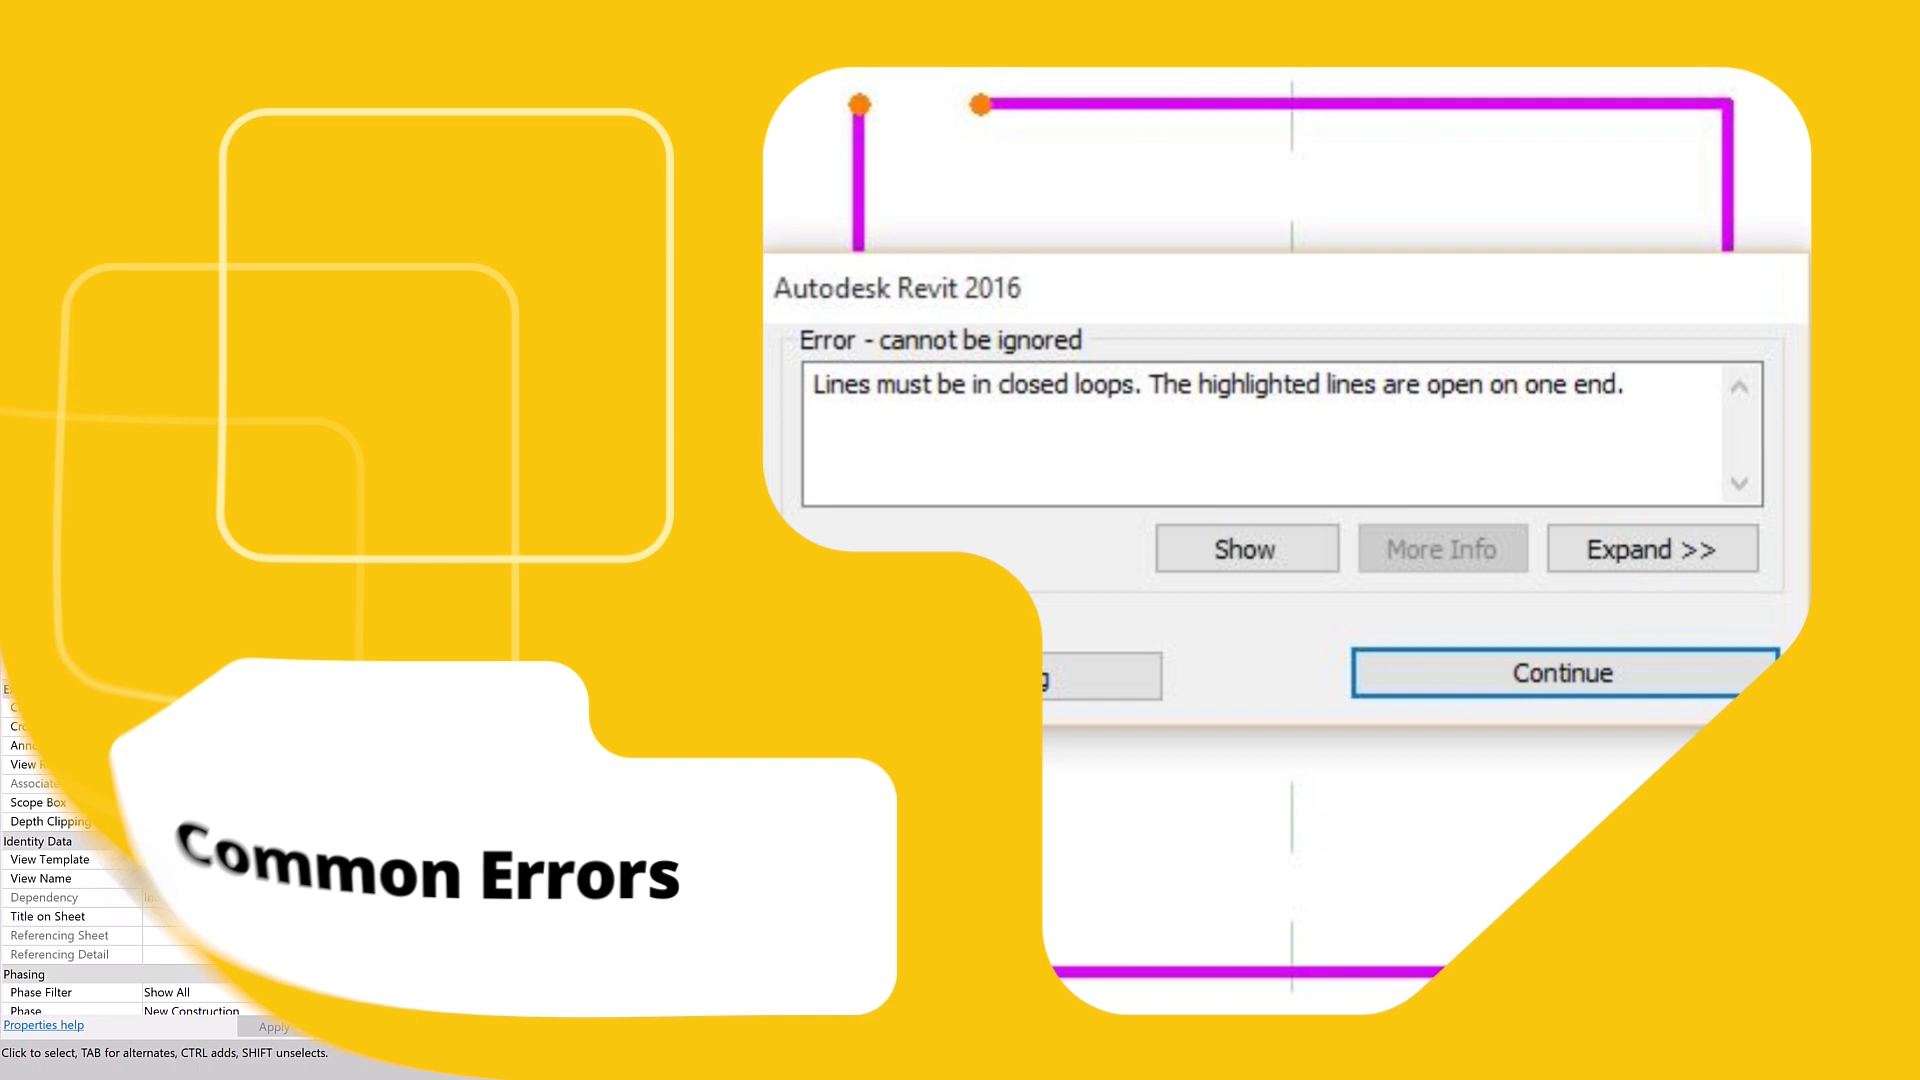 Autodesk Revit 2016
Error - cannot be ignored
Lines must be in closed loops. The highlighted lines are open on one end.
Show
More Info
Expand >>
Continue
Common Errors
View
Associate
Scope Box
Depth Clipping
Identity Data
View Template
View Name
Dependency
Title on Sheet
Referencing Sheet
Referencing Detail
Phasing
Phase Filter Show All
Phase New Construction
Properties help
Apply
Click to select, TAB for alternates, CTRL adds, SHIFT unselects.